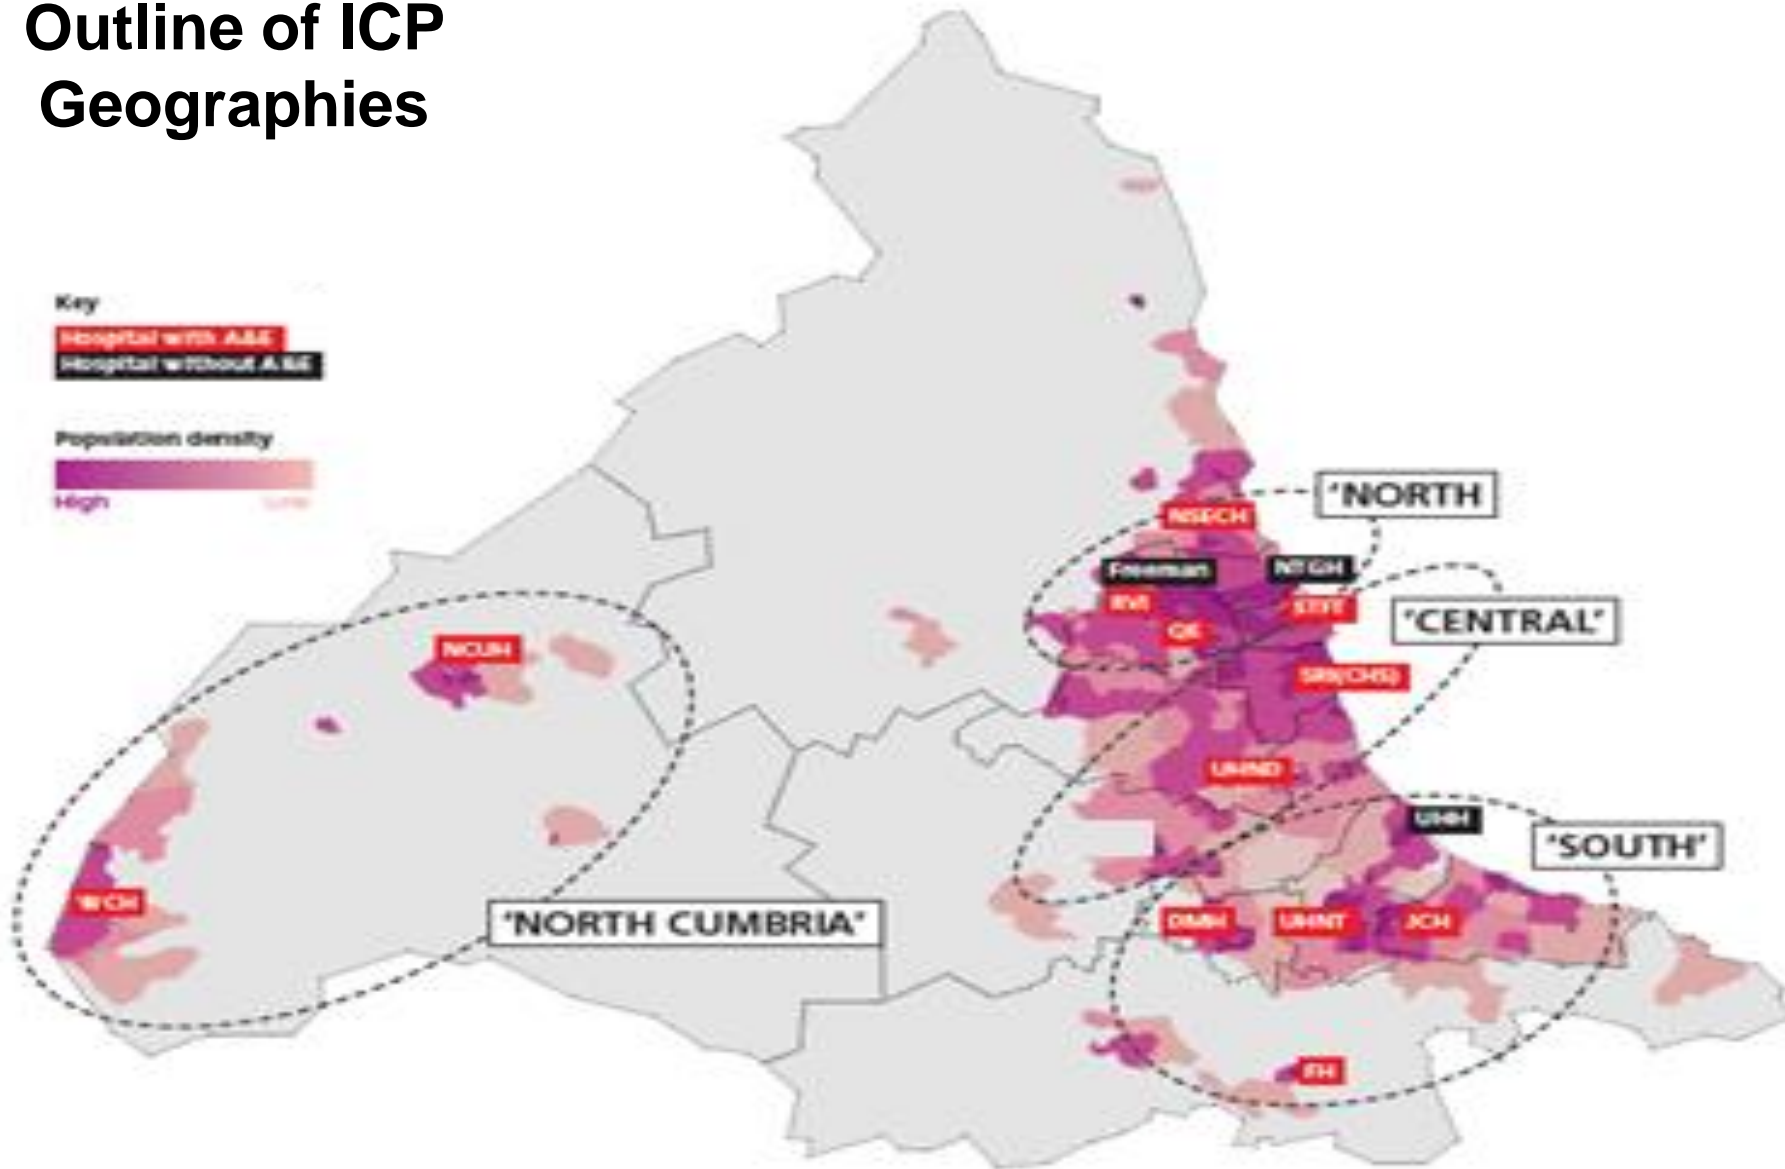 Outline of ICP
Geographies
Key
Hospital with A&E
Hospital without A&E
Population density
High
Low
'NORTH
NSECH
Freeman
NTGH
RVI
STFT
QE
'CENTRAL'
NCUH
SRI(CHS)
UHND
UHH
'SOUTH'
WCH
'NORTH CUMBRIA'
DMH
UHNT
JCH
FH